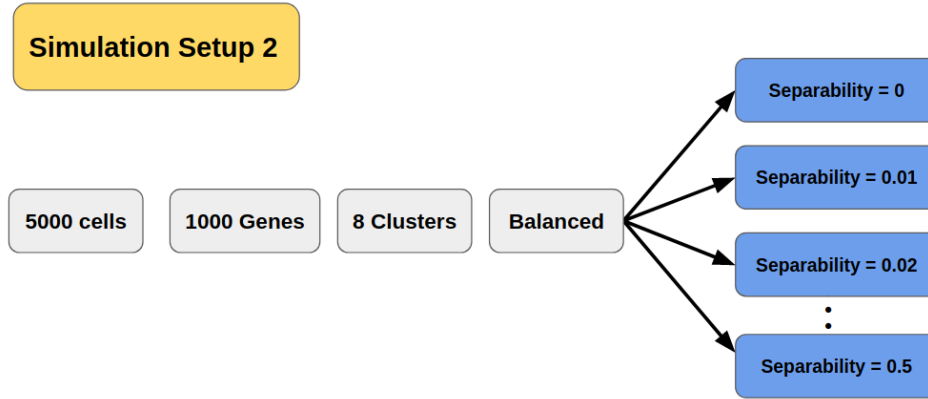 Simulation Setup 2
5000 cells
1000 Genes
8 Clusters
Balanced
Separability = 0
Separability = 0.01
Separability = 0.02
Separability = 0.5